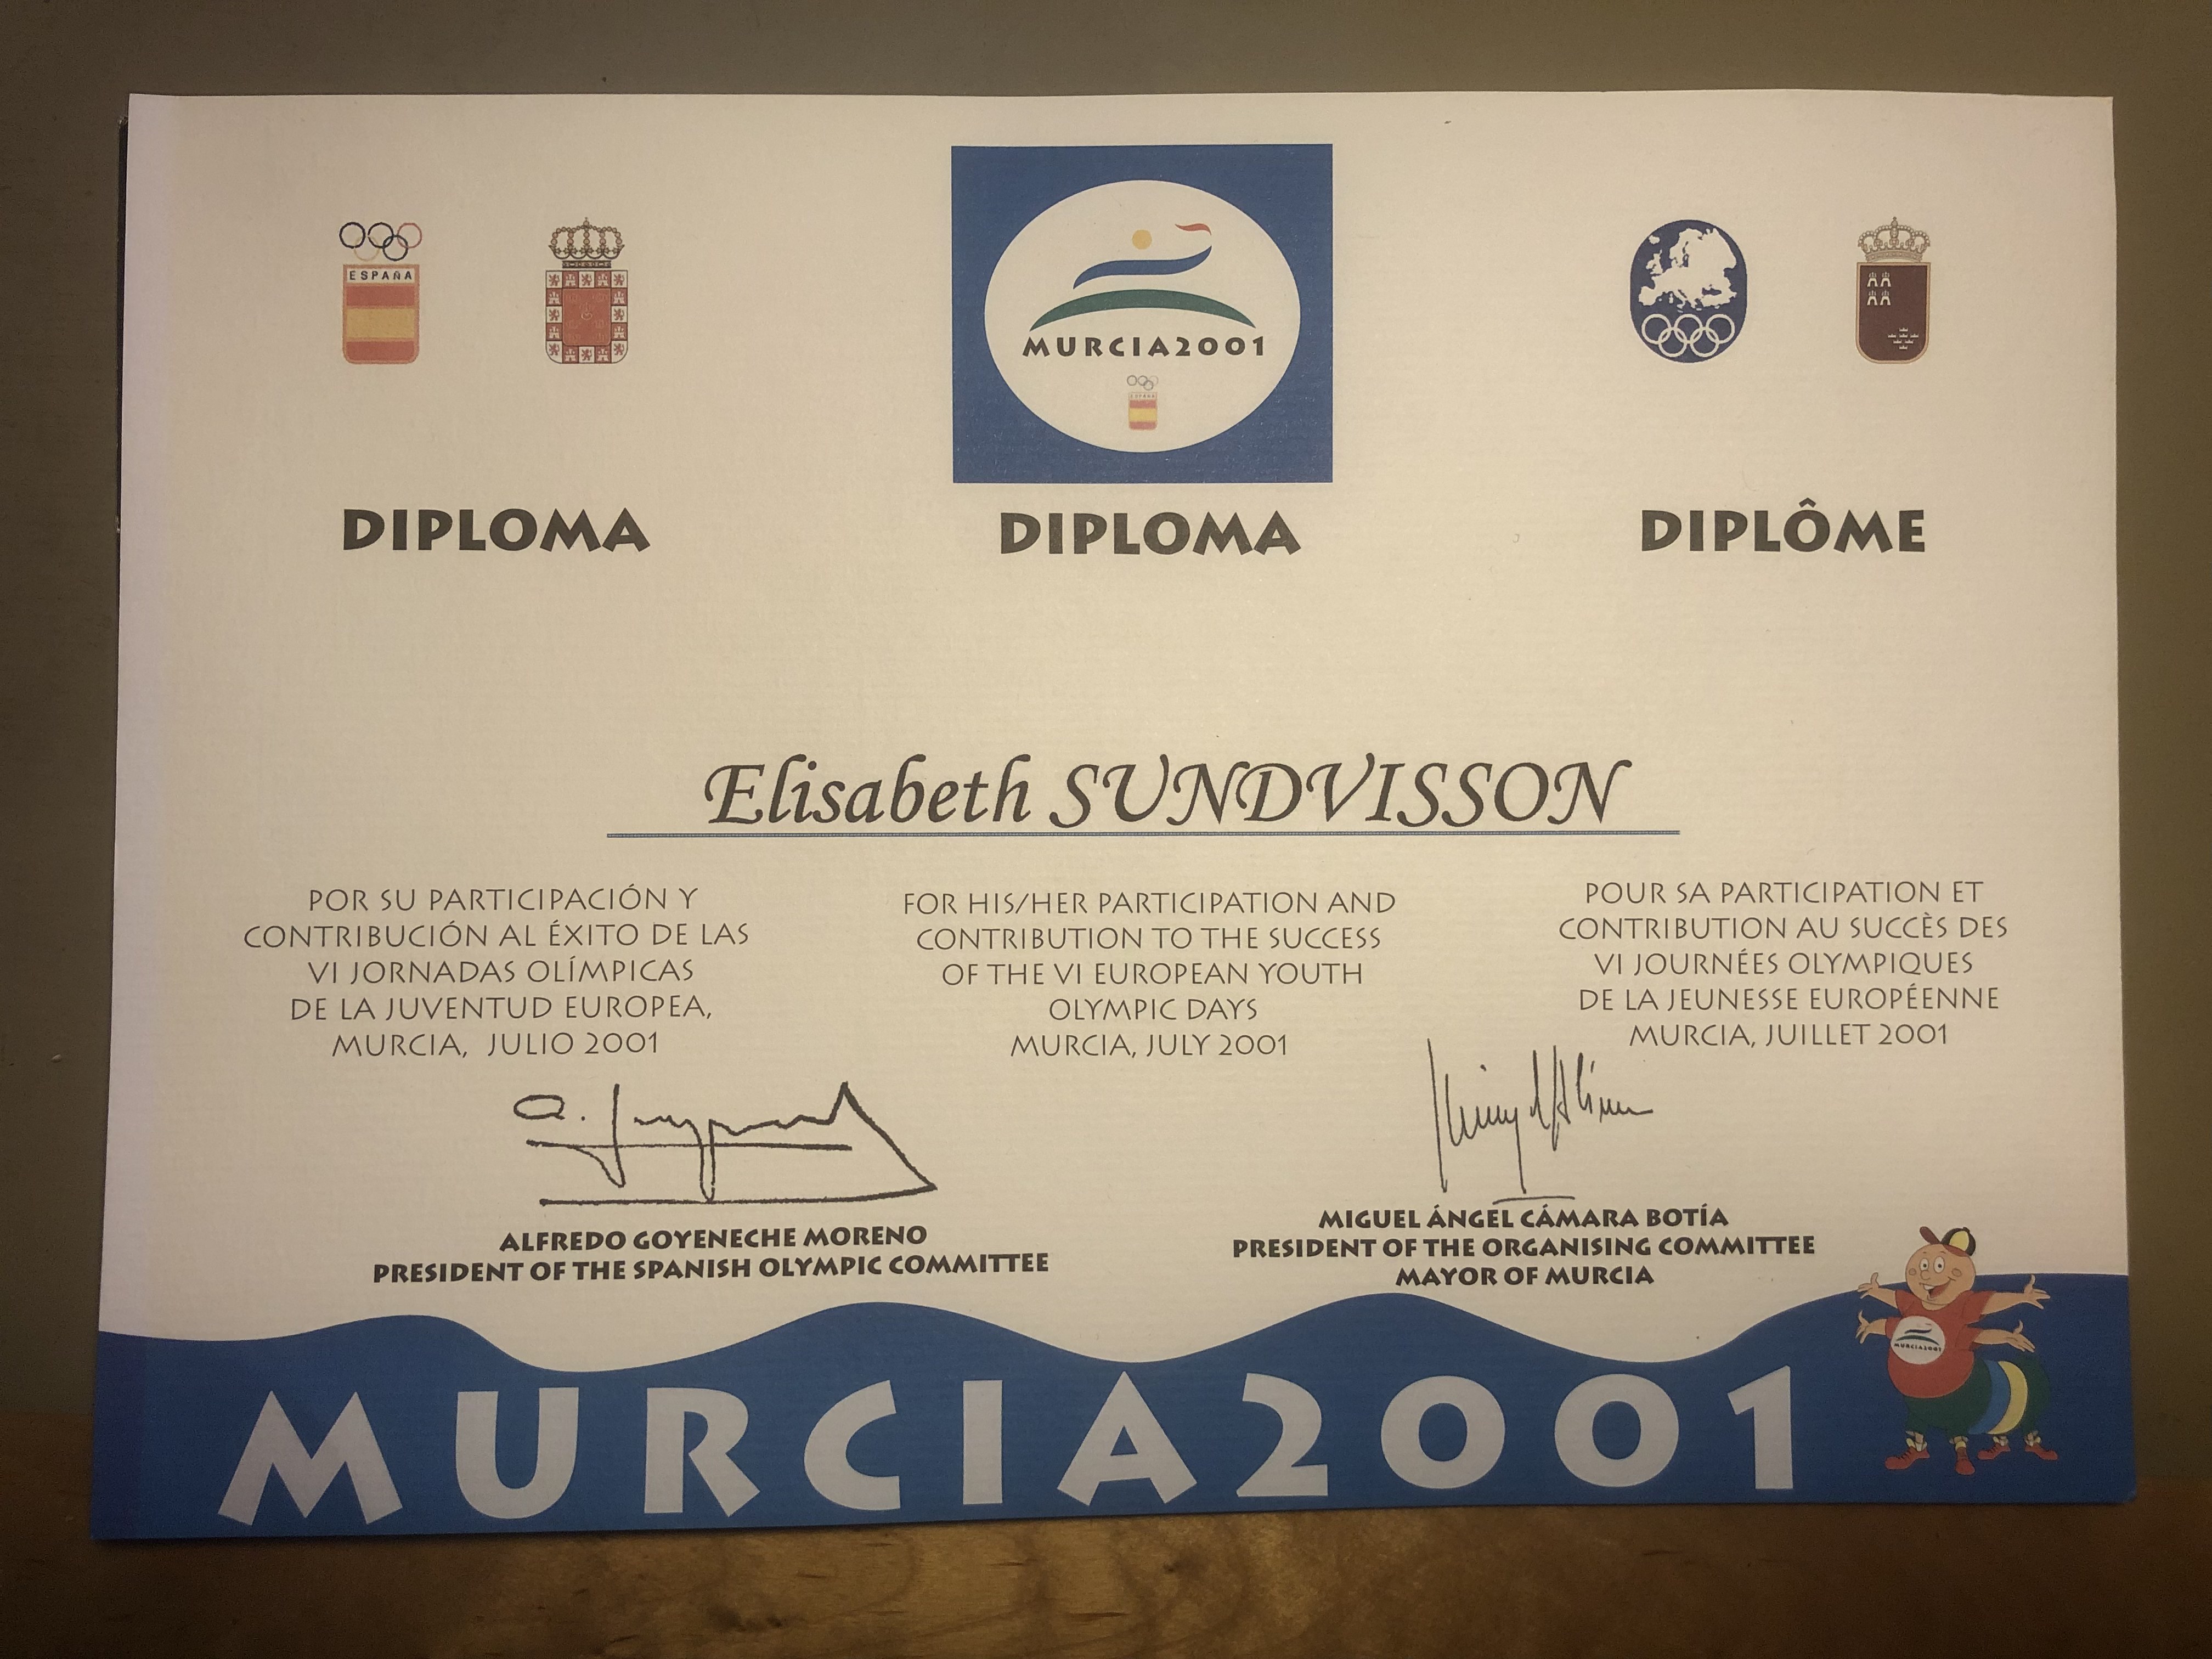 ESPAÑA
MURCIA2001
ESPAÑA
DIPLOMA
DIPLOMA
DIPLÔME
Elisabeth SUNDVISSON
POR SU PARTICIPACIÓN Y
CONTRIBUCIÓN AL ÉXITO DE LAS
VI JORNADAS OLÍMPICAS
DE LA JUVENTUD EUROPEA,
MURCIA, JULIO 2001
FOR HIS/HER PARTICIPATION AND
CONTRIBUTION TO THE SUCCESS
OF THE VI EUROPEAN YOUTH
OLYMPIC DAYS
MURCIA, JULY 2001
POUR SA PARTICIPATION ET
CONTRIBUTION AU SUCCÈS DES
VI JOURNÉES OLYMPIQUES
DE LA JEUNESSE EUROPÉENNE
MURCIA, JUILLET 2001
ALFREDO GOYENECHE MORENO
PRESIDENT OF THE SPANISH OLYMPIC COMMITTEE
MIGUEL ÁNGEL CÁMARA BOTÍA
PRESIDENT OF THE ORGANISING COMMITTEE
MAYOR OF MURCIA
MURCIA2001
MURCIA2001